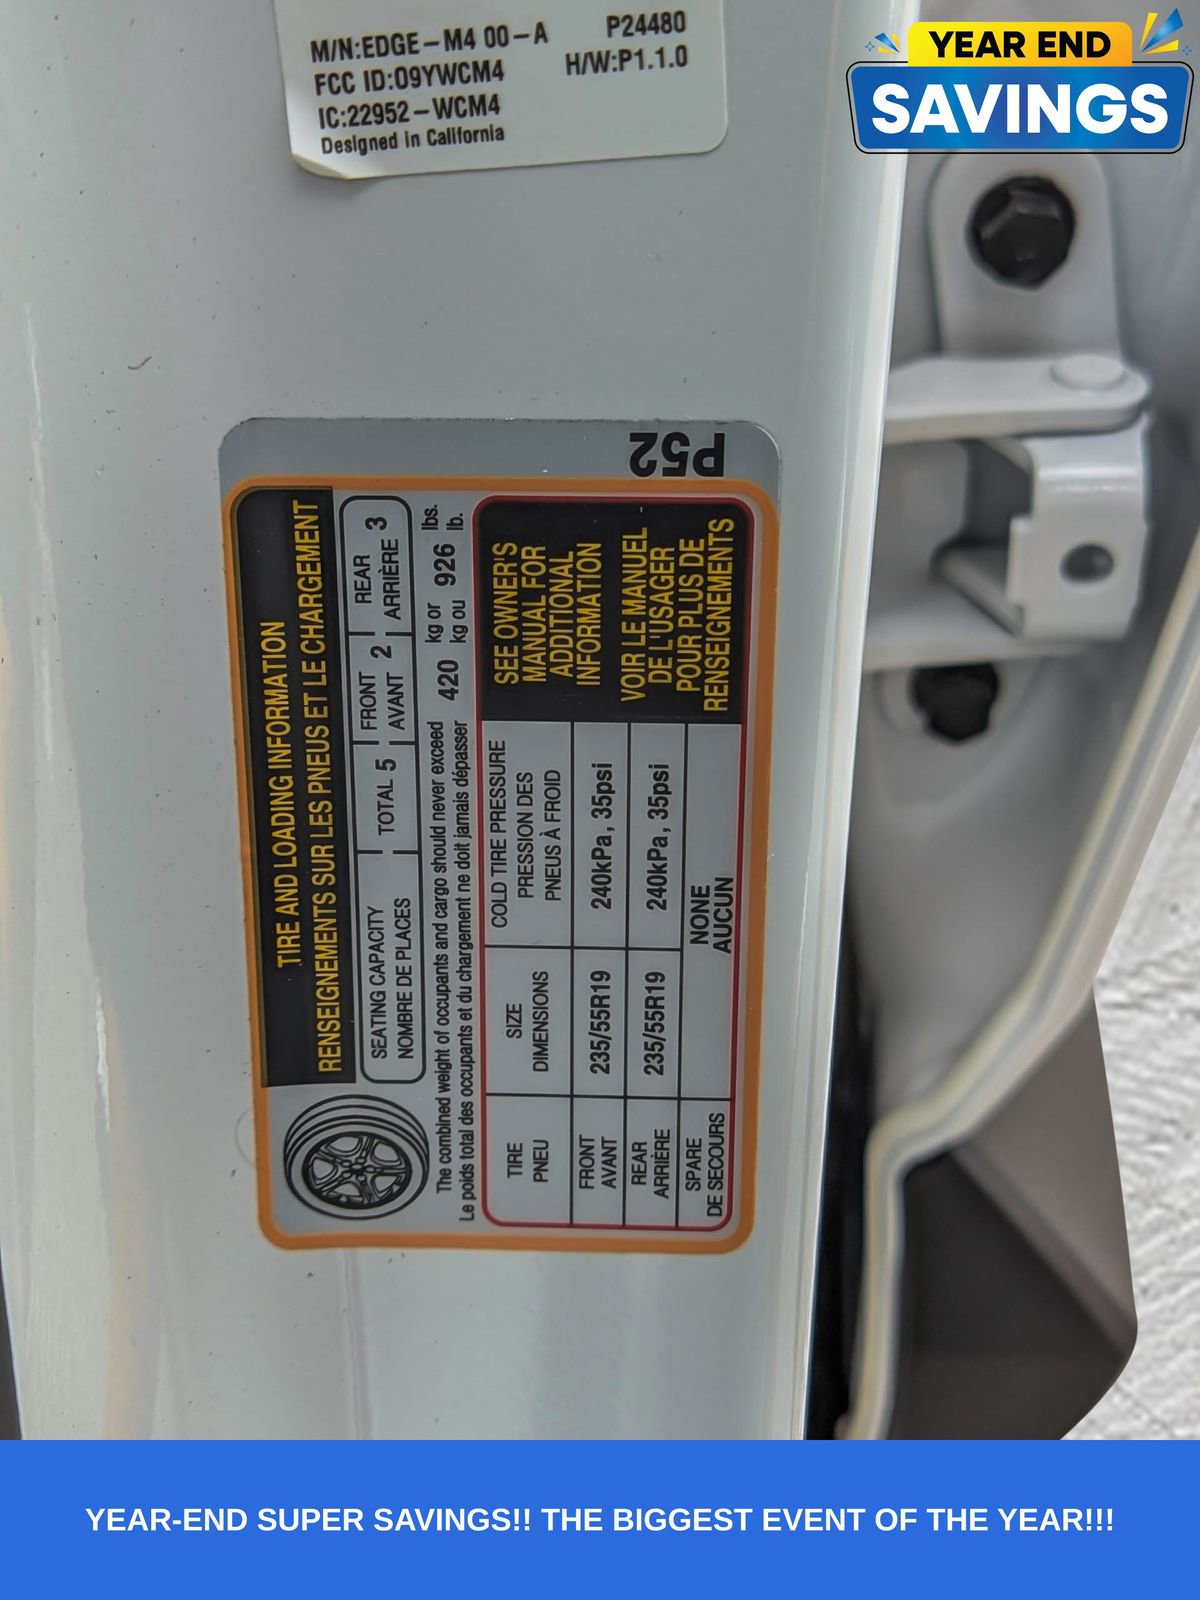 YEAR END
SAVINGS
M/N:EDGE-M4 00-A P24480
FCC ID:O9YWCM4 H/W:P1.1.0
IC:22952-WCM4
Designed in California
P52
TIRE AND LOADING INFORMATION
RENSEIGNEMENTS SUR LES PNEUS ET LE CHARGEMENT
SEATING CAPACITY
NOMBRE DE PLACES
TOTAL 5
FRONT
AVANT 2
REAR
ARRIÈRE 3
The combined weight of occupants and cargo should never exceed 420 kg or 926 lbs.
Le poids total des occupants et du chargement ne doit jamais dépasser kg ou lb.
TIRE
PNEU
SIZE
DIMENSIONS
COLD TIRE PRESSURE
PRESSION DES
PNEUS À FROID
FRONT
AVANT
235/55R19
240kPa, 35psi
REAR
ARRIÈRE
235/55R19
240kPa, 35psi
SPARE
DE SECOURS
NONE
AUCUN
SEE OWNER'S
MANUAL FOR
ADDITIONAL
INFORMATION
VOIR LE MANUEL
DE L'USAGER
POUR PLUS DE
RENSEIGNEMENTS
YEAR-END SUPER SAVINGS!! THE BIGGEST EVENT OF THE YEAR!!!